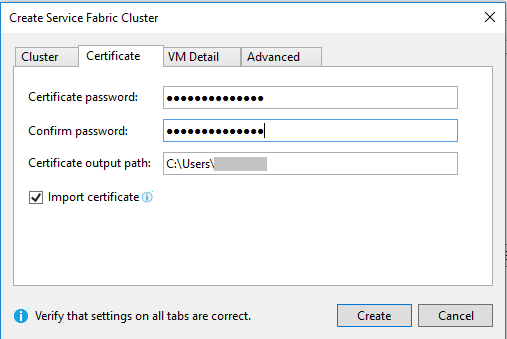 Create Service Fabric Cluster
Cluster Certificate VM Detail Advanced
Certificate password: ●●●●●●●●●●●●●●
Confirm password: ●●●●●●●●●●●●●●
Certificate output path: C:\Users\
Import certificate
Verify that settings on all tabs are correct. Create Cancel